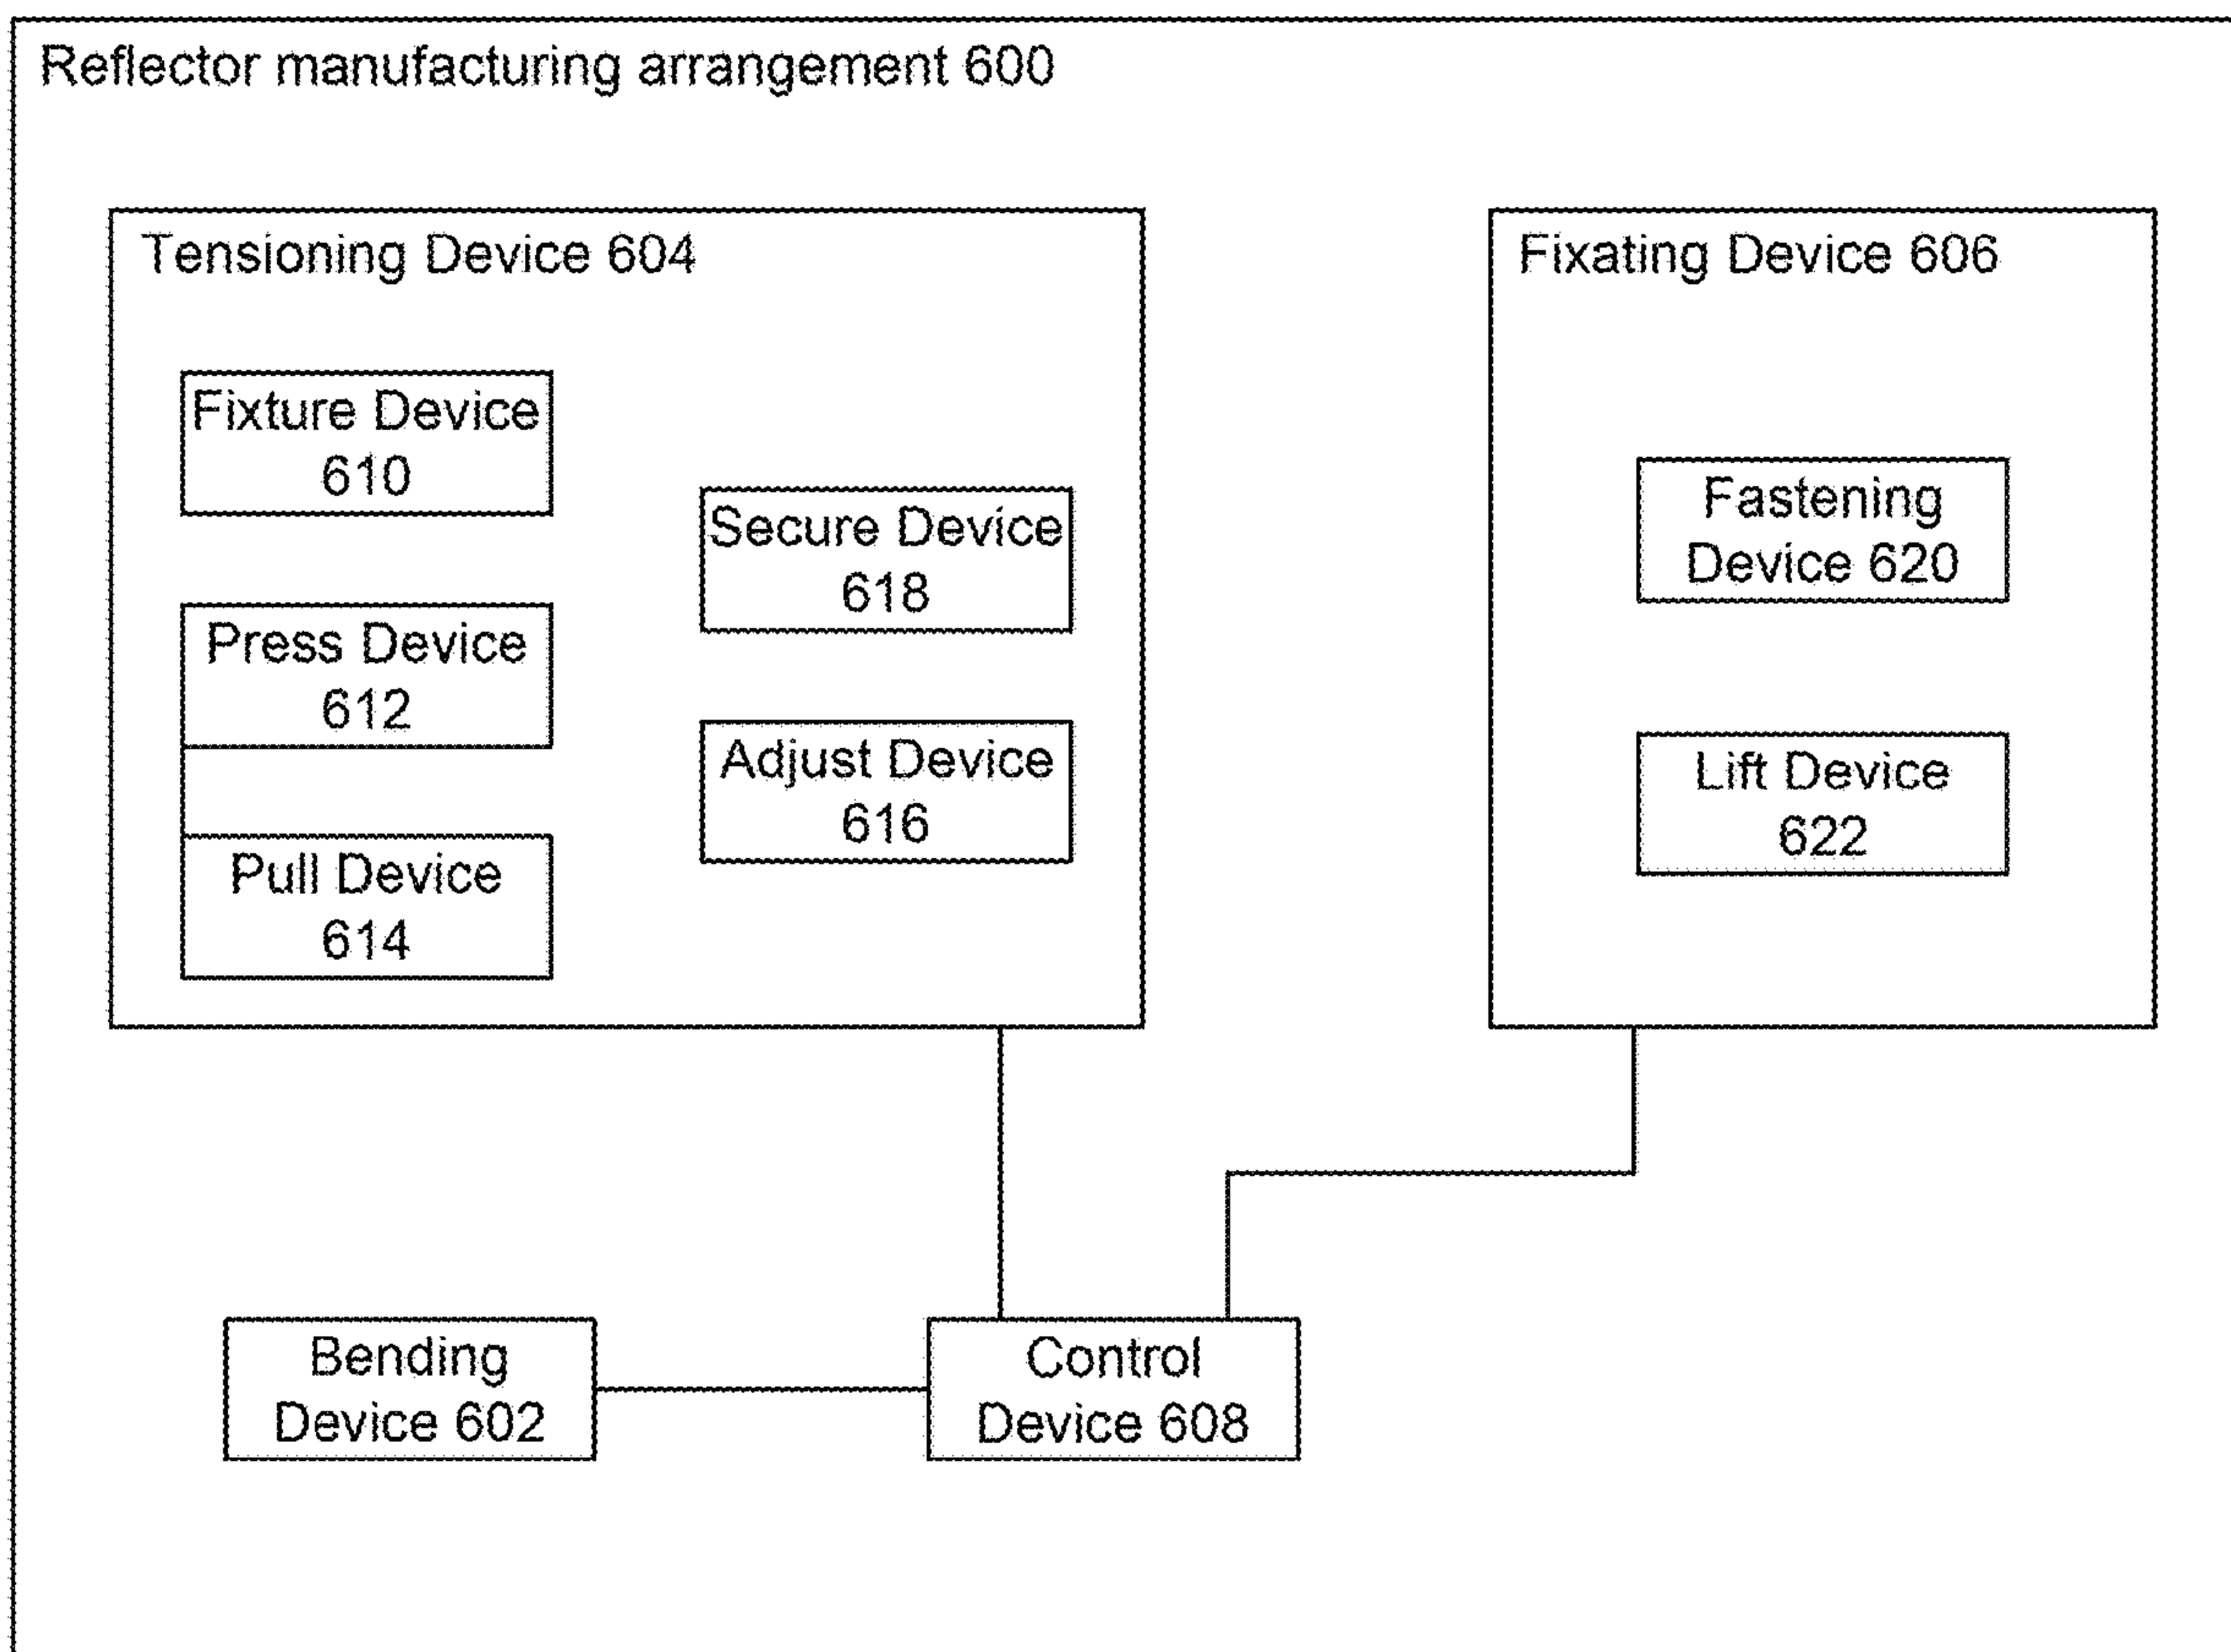 Reflector manufacturing arrangement 600
Tensioning Device 604
Fixture Device
610
Press Device
612
Pull Device
614
Secure Device
618
Adjust Device
616
Fixating Device 606
Fastening
Device 620
Lift Device
622
Bending
Device 602
Control
Device 608